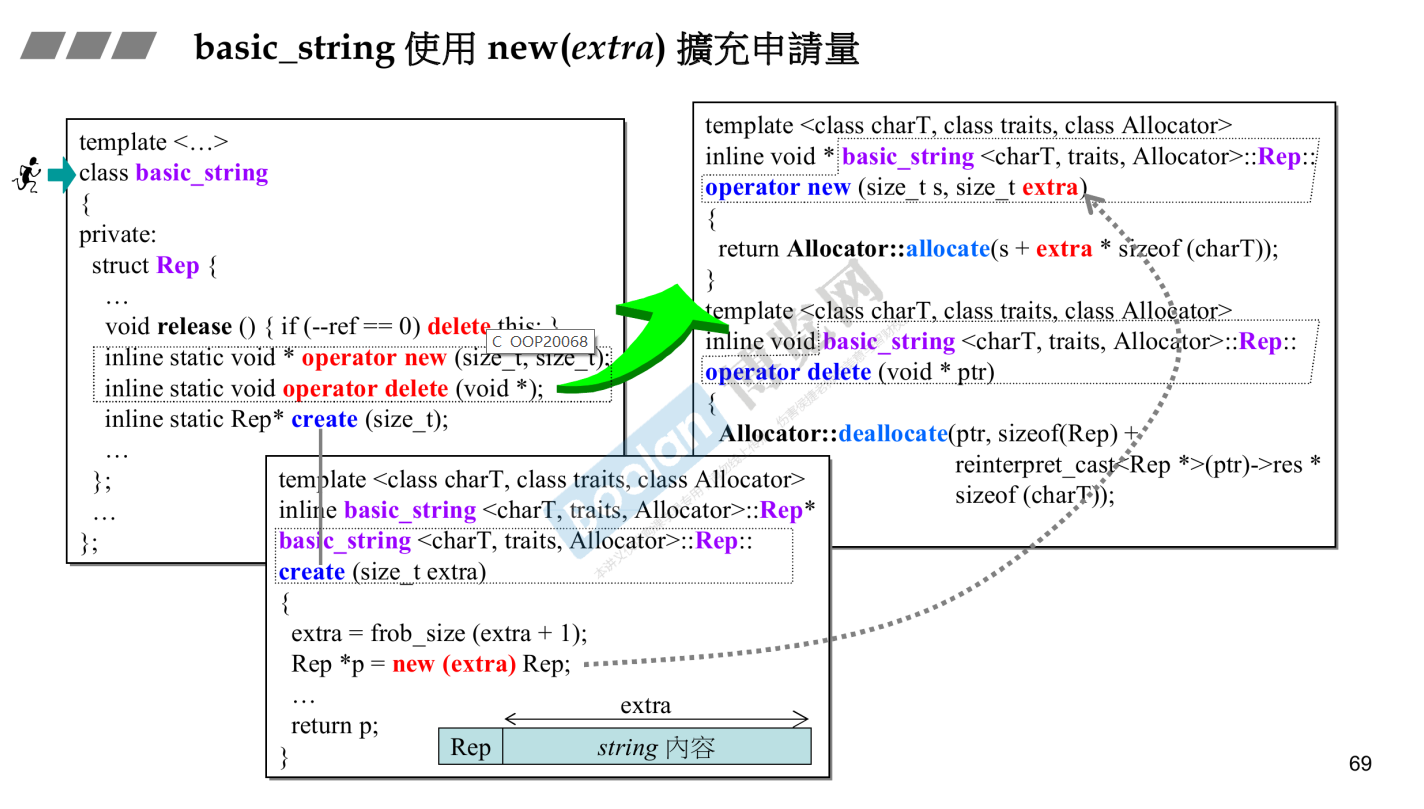 basic_string 使用 new(extra) 擴充申請量
template <…>
class basic_string
{
private:
struct Rep {
…
void release () { if (--ref == 0) delete this; }
C OOP20068
inline static void * operator new (size_t, size_t);
inline static void operator delete (void *);
inline static Rep* create (size_t);
…
};
…
};
template <class charT, class traits, class Allocator>
inline void * basic_string <charT, traits, Allocator>::Rep::
operator new (size_t s, size_t extra)
{
return Allocator::allocate(s + extra * sizeof (charT));
}
template <class charT, class traits, class Allocator>
inline void basic_string <charT, traits, Allocator>::Rep::
operator delete (void * ptr)
{
Allocator::deallocate(ptr, sizeof(Rep) +
reinterpret_cast<Rep *>(ptr)->res *
sizeof (charT));
template <class charT, class traits, class Allocator>
inline basic_string <charT, traits, Allocator>::Rep*
basic_string <charT, traits, Allocator>::Rep::
create (size_t extra)
{
extra = frob_size (extra + 1);
Rep *p = new (extra) Rep;
…
return p;
}
extra
Rep string 內容
Boolan 博览网
69